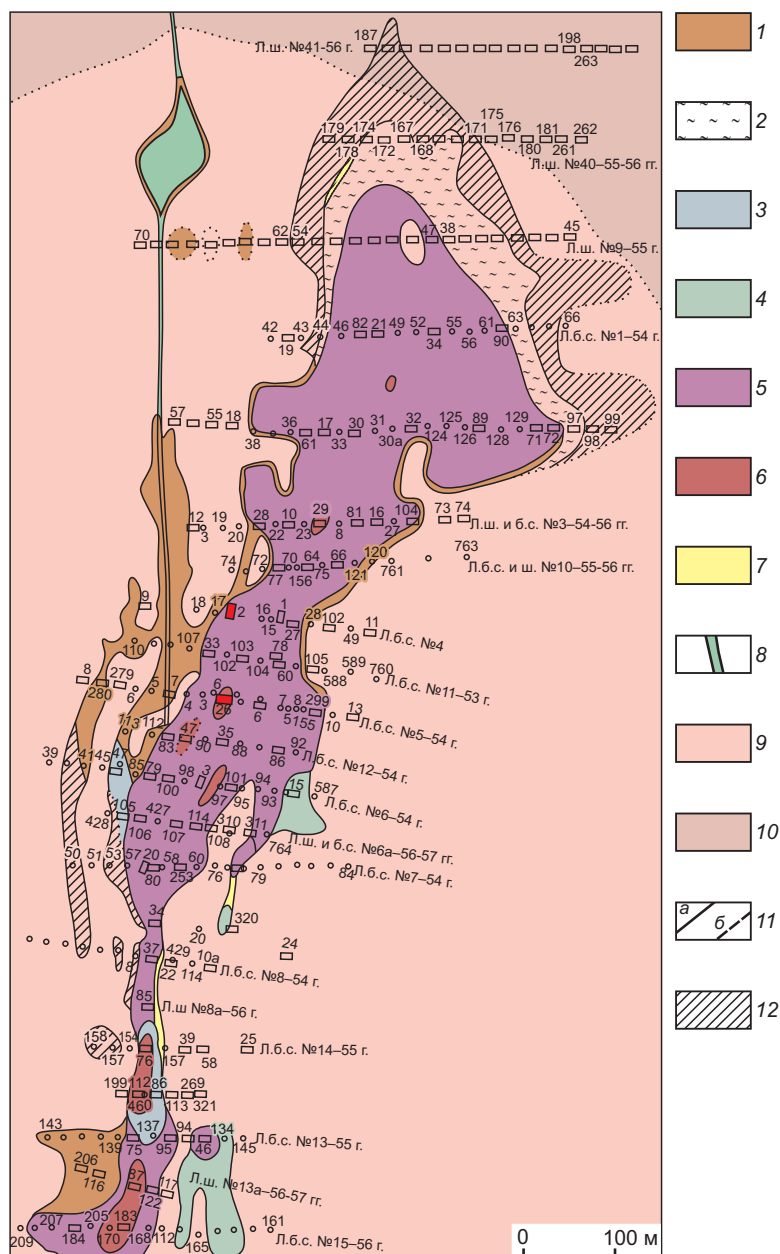 187
198
Л.ш. №41-56 г.
263
175
179 174 167 171 176 181 262
178 172 168 180 261
Л.ш. №40–55-56 гг.
70 62 54 47 38 45
Л.ш. №9–55 г.
42 43 44 46 82 21 49 52 55 61 63 66
19 34 56 90
Л.б.с. №1–54 г.
57 55 18 36 17 30 31 32 125 89 129 97 99
38 61 33 30а 124 126 128 71 72 98
12 19 28 10 29 81 16 104 73 74
3 20 22 23 8 27
Л.ш. и б.с. №3–54-56 гг.
74 72 70 64 66 120 763
77 156 75 121 761
Л.б.с. и ш. №10–55-56 гг.
9 18 17 2 16 1 28 102 11
15 27 49
Л.б.с. №4
110 107 33 103 78 105 589 760
102 104 60 588
Л.б.с. №11–53 г.
8 279 5 7 6 7 8 299 13
280 6 4 3 26 6 51 55 10
Л.б.с. №5–54 г.
113 112 47 35 92
83 90 88 86
Л.б.с. №12–54 г.
39 41 45 47 85 79 98 3 101 94 15 587
100 97 95 93
Л.б.с. №6–54 г.
105 427 114 310 3 11
428 106 107 108 764
Л.ш. и б.с. №6а–56-57 гг.
50 51 53 57 20 58 60
80 253 76 79 84
Л.б.с. №7–54 г.
34 320
20
37 429 10а 24
8 22 114
Л.б.с. №8–54 г.
85
Л.ш №8а–56 г.
158 154 39 25
157 76 157 58
Л.б.с. №14–55 г.
199 112 86 269
460 113 321
143 137 94 134
139 75 95 46 145
Л.б.с. №13–55 г.
206 87 117
116 122
Л.ш. №13а–56-57 гг.
207 205 183 161
209 184 170 168 112 165
Л.б.с. №15–56 г.
0 100 м
1
2
3
4
5
6
7
8
9
10
а б 11
12